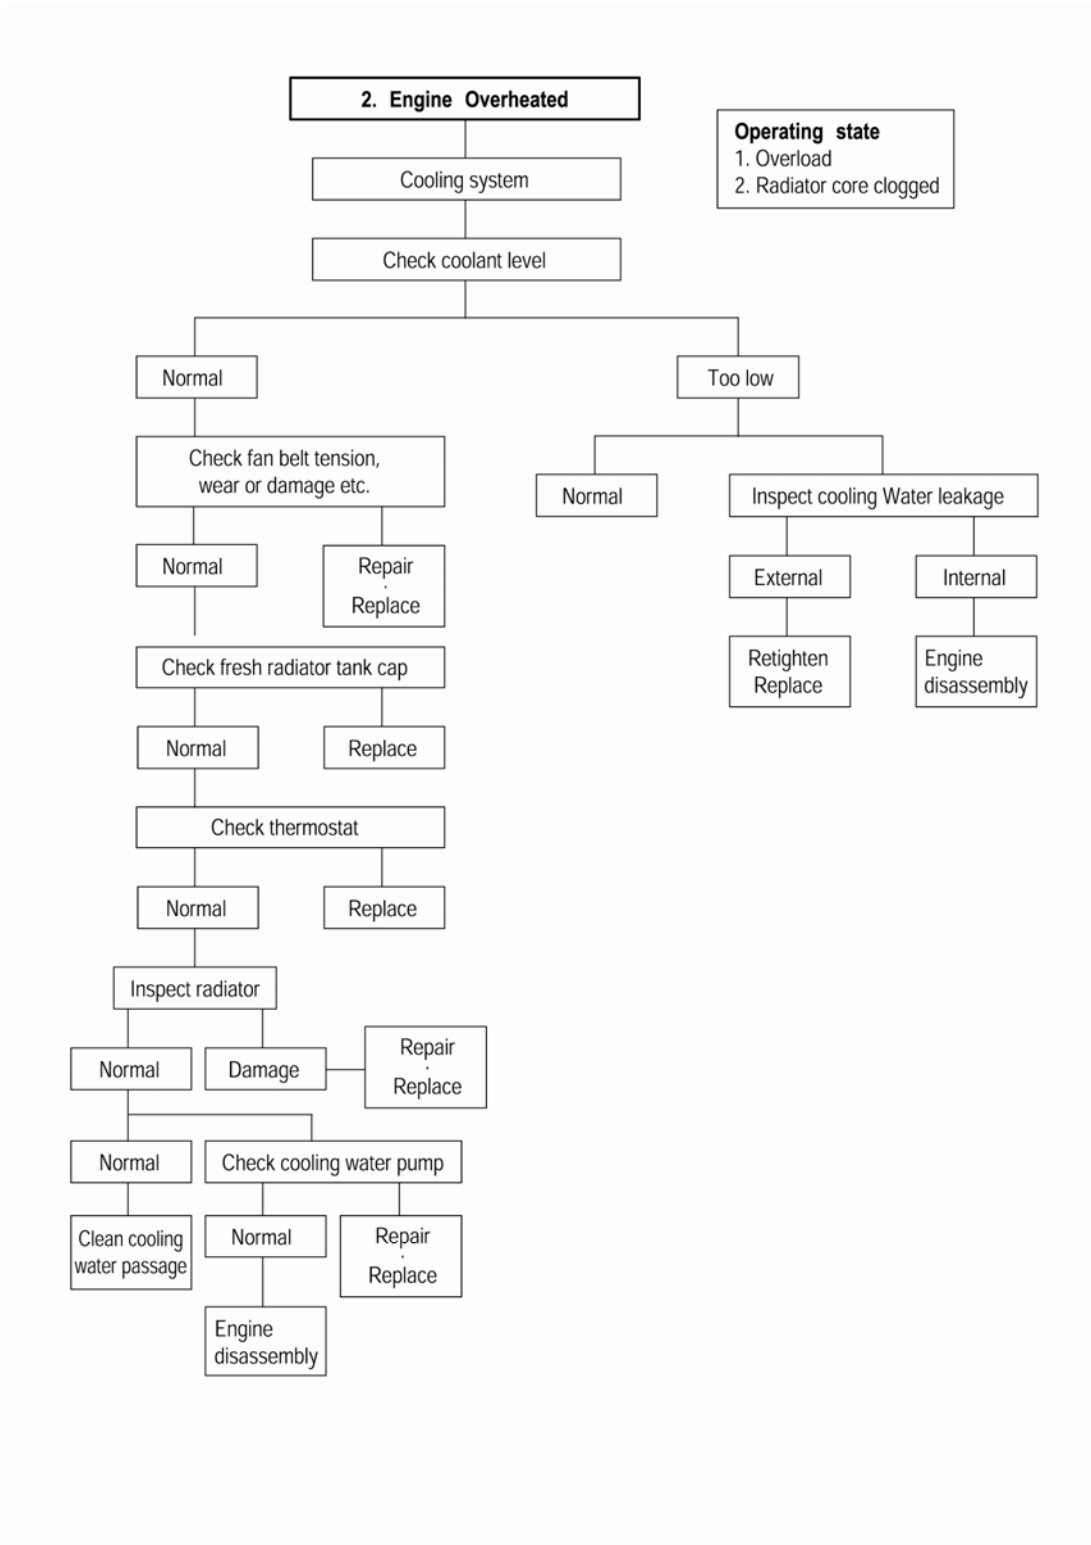 2. Engine Overheated
Operating state
1. Overload
2. Radiator core clogged
Cooling system
Check coolant level
Normal
Too low
Check fan belt tension,
wear or damage etc.
Normal
Inspect cooling Water leakage
Normal
Repair
·
Replace
External
Internal
Check fresh radiator tank cap
Retighten
Replace
Engine
disassembly
Normal
Replace
Check thermostat
Normal
Replace
Inspect radiator
Normal
Damage
Repair
·
Replace
Normal
Check cooling water pump
Clean cooling
water passage
Normal
Repair
·
Replace
Engine
disassembly